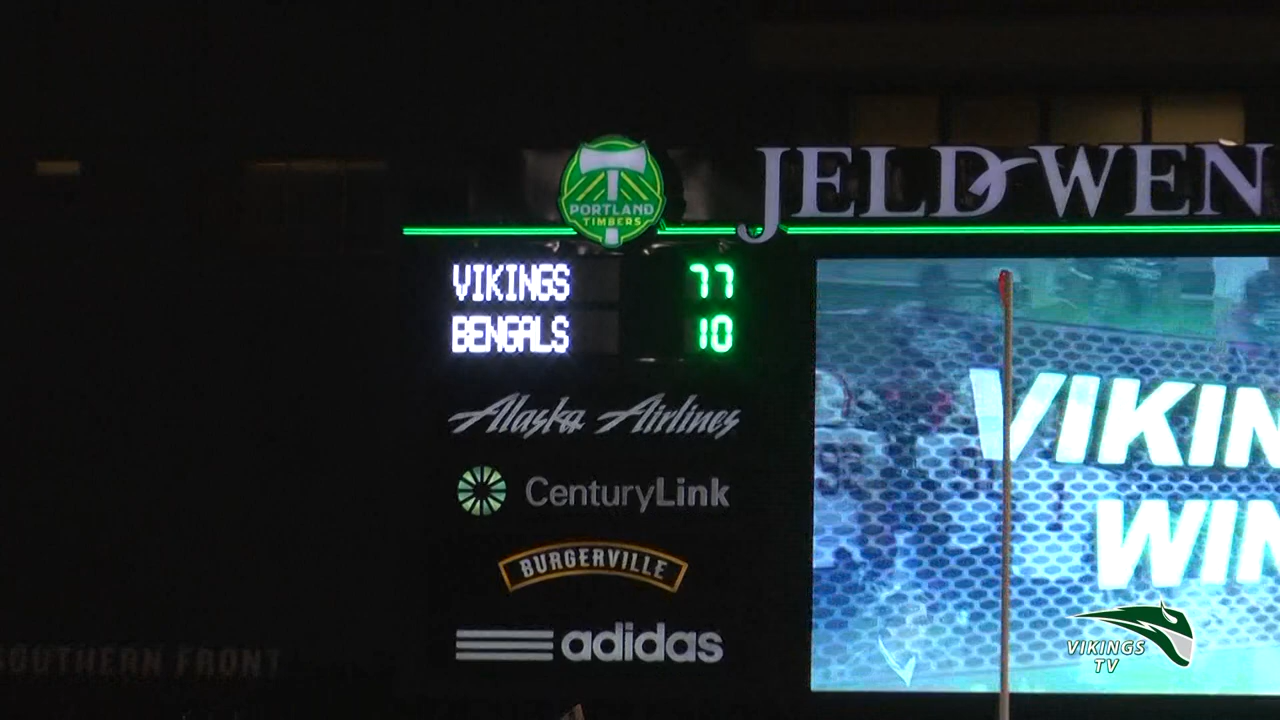 PORTLAND
TIMBERS
JELD WEN
VIKINGS 77
BENGALS 10
Alaska Airlines
CenturyLink
BURGERVILLE
adidas
VIKIN
WIN
VIKINGS
TV
SOUTHERN FRONT